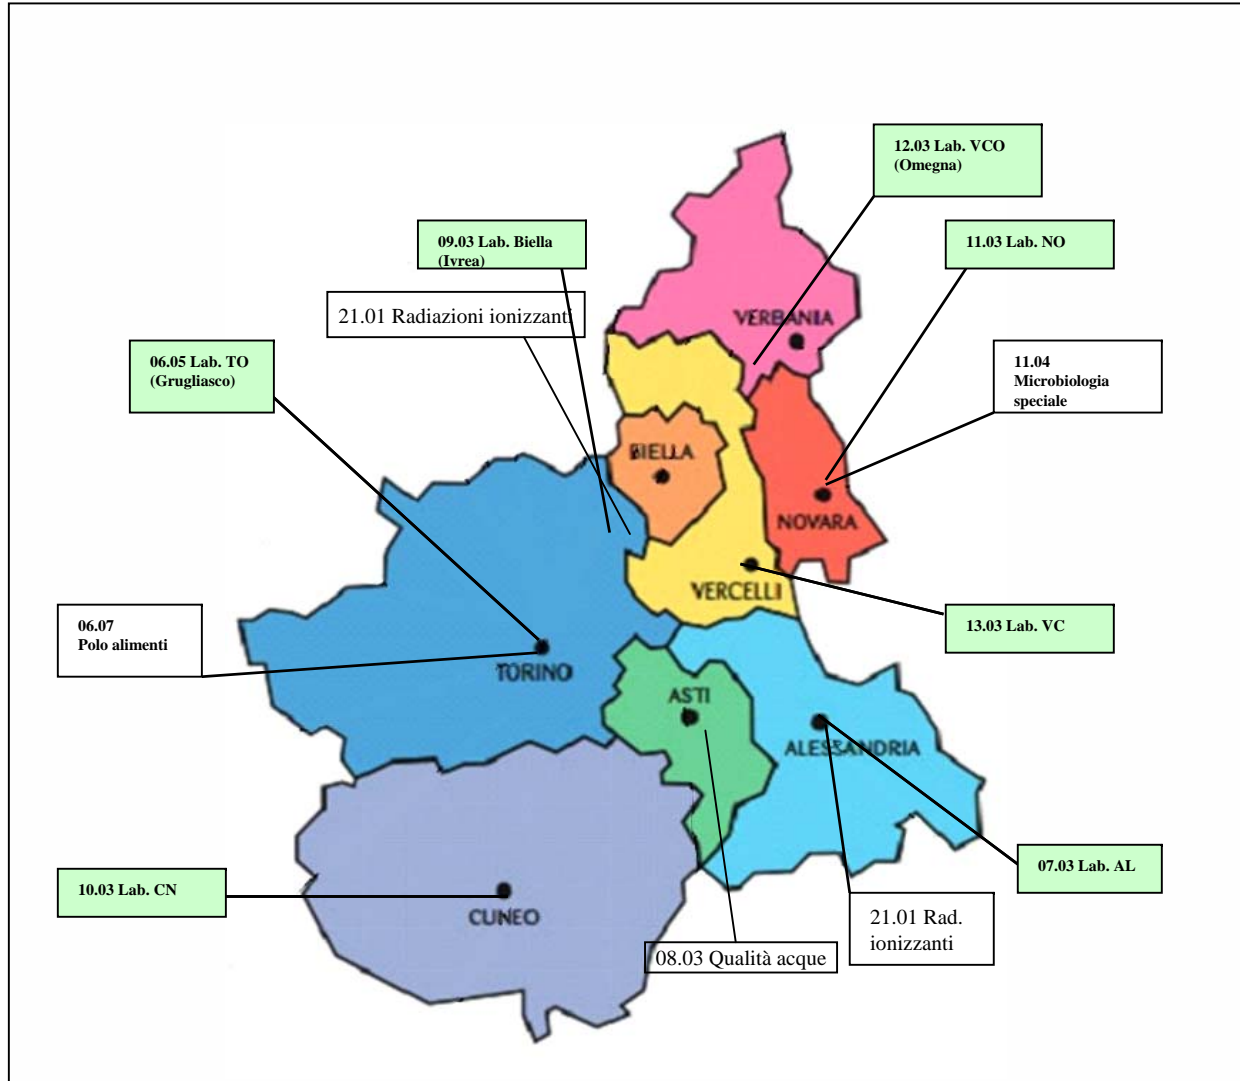 12.03 Lab. VCO
(Omegna)
09.03 Lab. Biella
(Ivrea)
11.03 Lab. NO
21.01 Radiazioni ionizzanti
VERBANIA
06.05 Lab. TO
(Grugliasco)
11.04
Microbiologia
speciale
BIELLA
NOVARA
VERCELLI
06.07
Polo alimenti
13.03 Lab. VC
TORINO
ASTI
ALESSANDRIA
07.03 Lab. AL
10.03 Lab. CN
CUNEO
21.01 Rad.
ionizzanti
08.03 Qualità acque